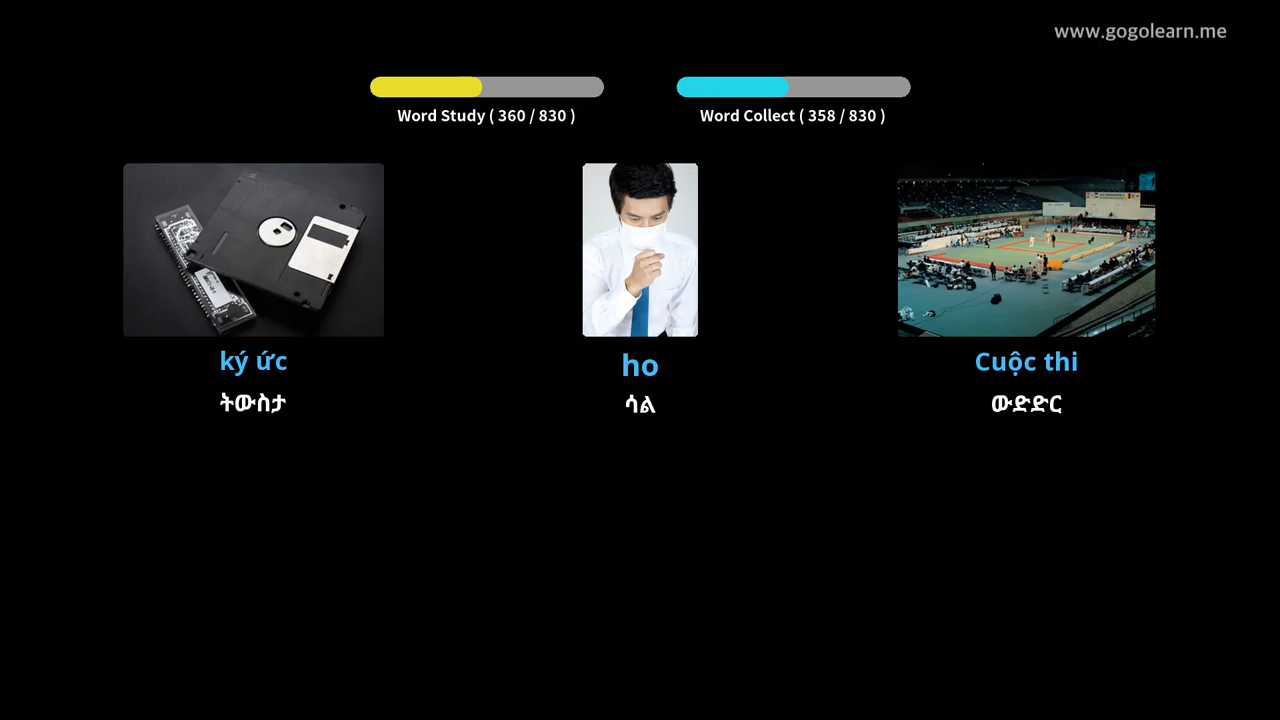 www.gogolearn.me
Word Study ( 360 / 830 )
Word Collect ( 358 / 830 )
ký ức
ትውስታ
ho
ሳል
Cuộc thi
ውድድር